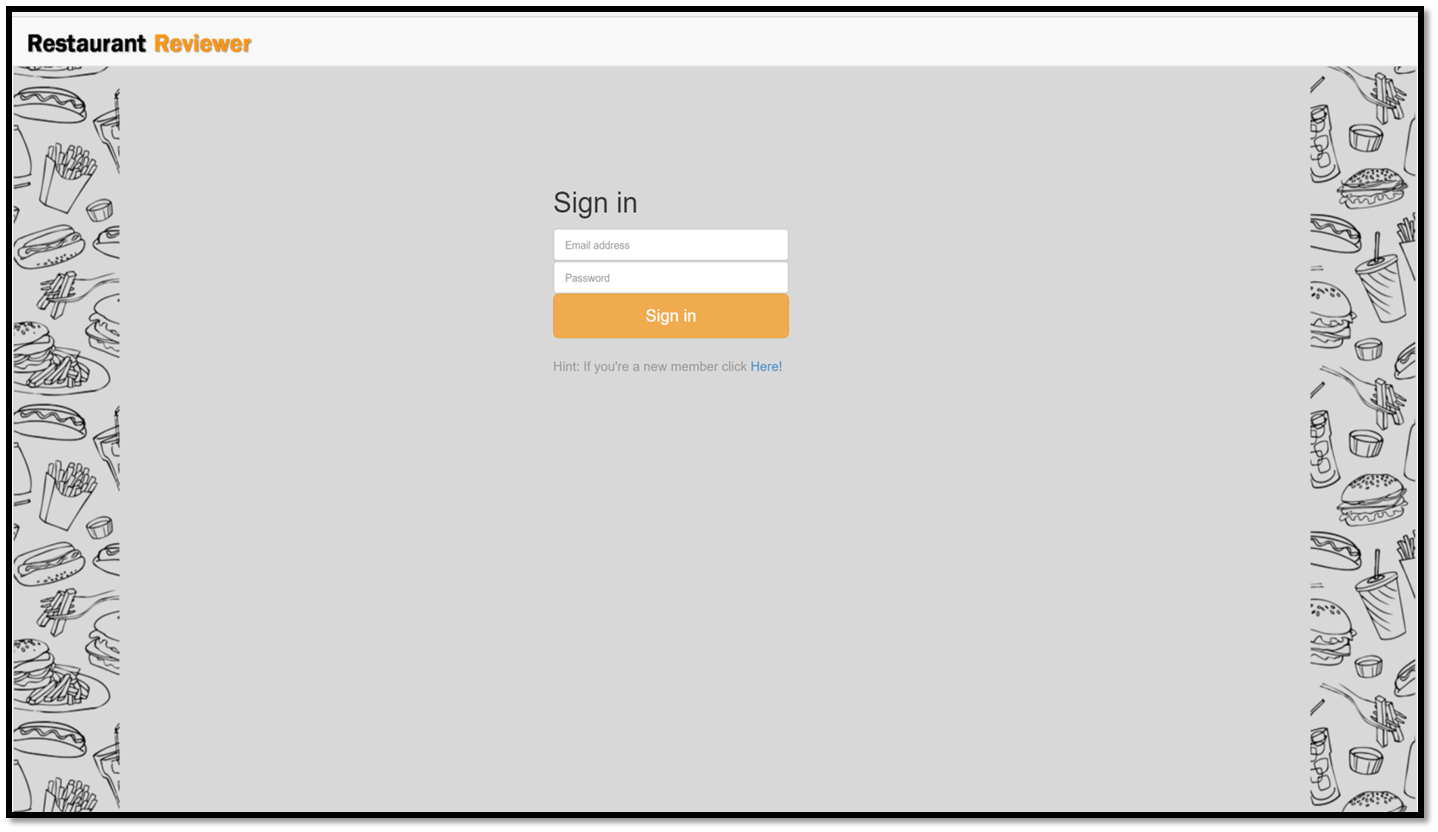 Restaurant Reviewer
Sign in
Email address
Password
Sign in
Hint: If you're a new member click Here!